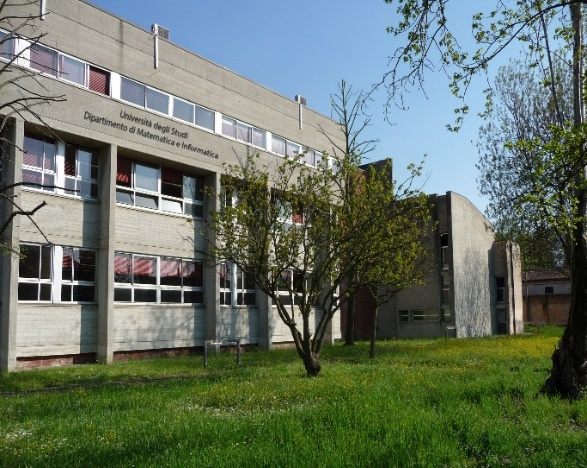 Università degli Studi
Dipartimento di Matematica e Informatica